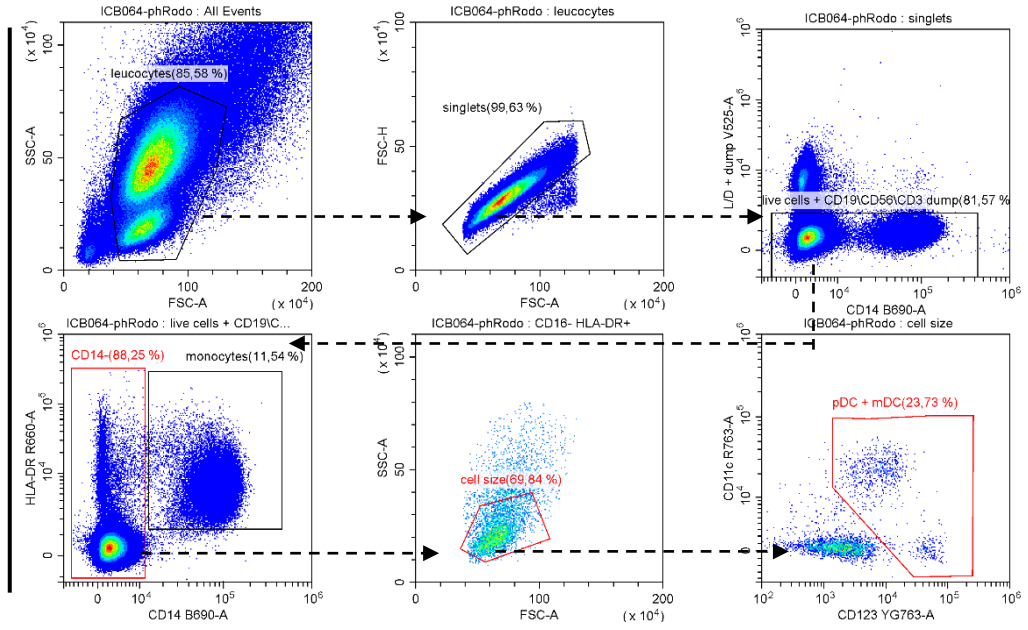 ICB064-phRodo : All Events
( x 10⁴ )
100
leucocytes(85,58 %)
SSC-A
50
0
0
100
200
FSC-A
( x 10⁴ )
ICB064-phRodo : leucocytes
( x 10⁴ )
100
singlets(99,63 %)
FSC-H
50
0
0
100
200
FSC-A
( x 10⁴ )
ICB064-phRodo : singlets
10⁶
10⁵
L/D + dump V525-A
10⁴
live cells + CD19\CD56\CD3 dump(81,57 %
0
0
10⁴
10⁵
10⁶
CD14 B690-A
ICB064-phRodo : live cells + CD19\C...
10⁶
CD14-(88,25 %)
monocytes(11,54 %)
10⁵
HLA-DR R660-A
10⁴
0
0
10⁴
10⁵
10⁶
CD14 B690-A
ICB064-phRodo : CD16- HLA-DR+
( x 10⁴ )
100
SSC-A
50
cell size(69,84 %)
0
0
100
200
FSC-A
( x 10⁴ )
ICB064-phRodo : cell size
10⁶
pDC + mDC(23,73 %)
10⁵
CD11c R763-A
10⁴
0
10²
10³
10⁴
10⁵
10⁶
CD123 YG763-A